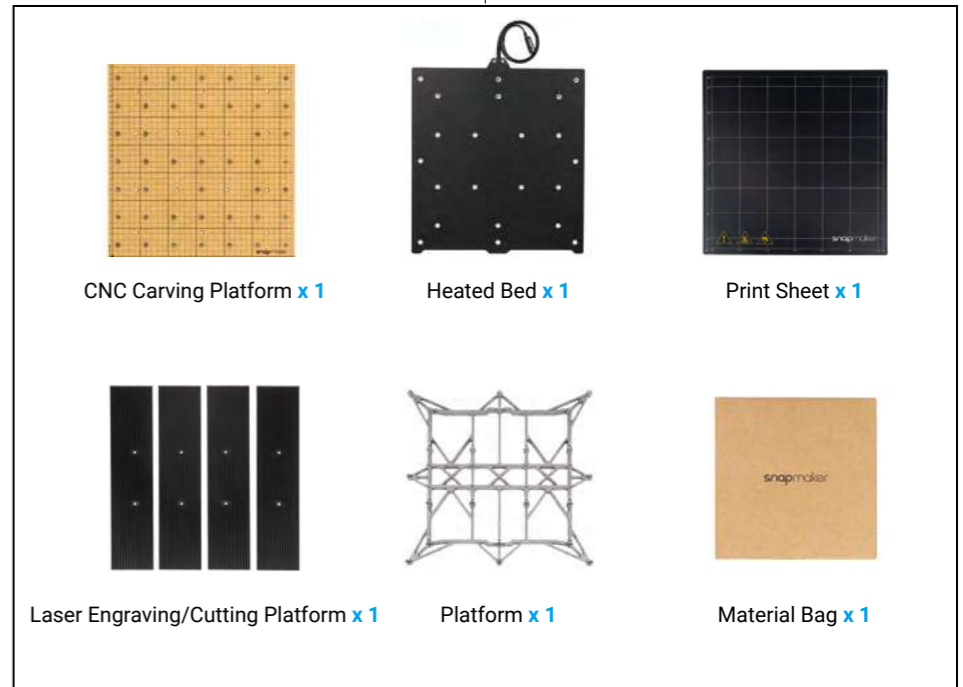 snapmaker
snapmaker
CNC Carving Platform x 1
Heated Bed x 1
Print Sheet x 1
snapmaker
Laser Engraving/Cutting Platform x 1
Platform x 1
Material Bag x 1